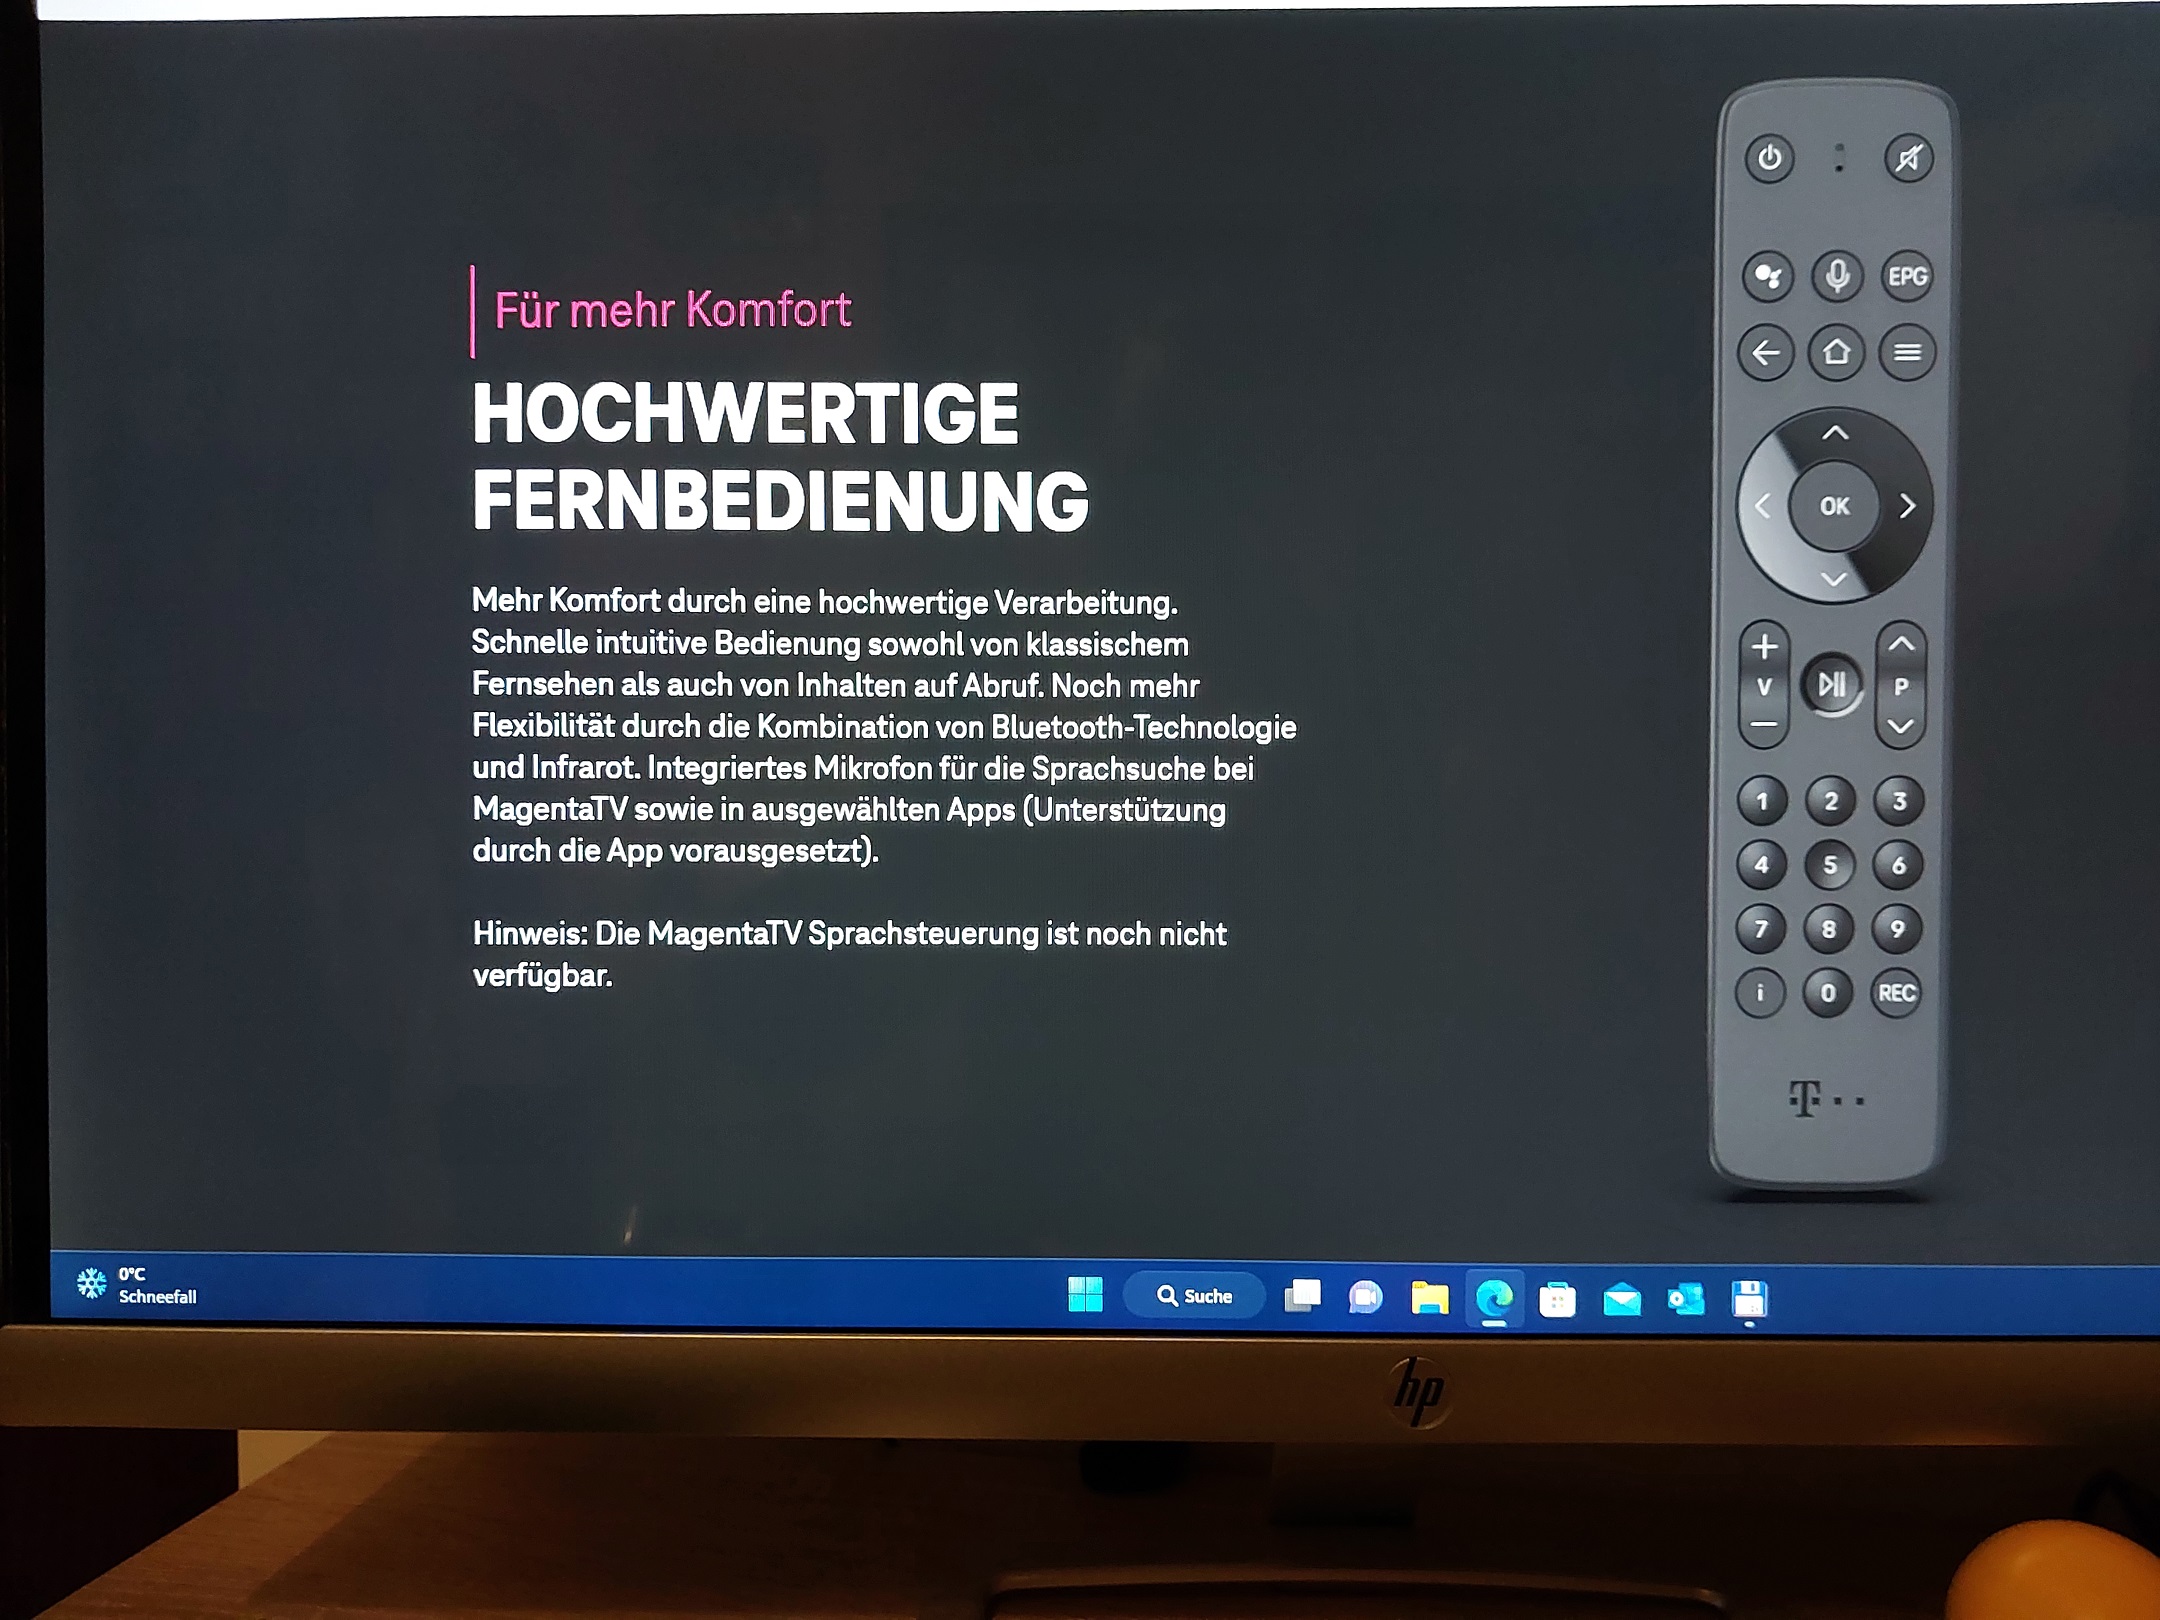 Für mehr Komfort
HOCHWERTIGE
FERNBEDIENUNG
Mehr Komfort durch eine hochwertige Verarbeitung.
Schnelle intuitive Bedienung sowohl von klassischem
Fernsehen als auch von Inhalten auf Abruf. Noch mehr
Flexibilität durch die Kombination von Bluetooth-Technologie
und Infrarot. Integriertes Mikrofon für die Sprachsuche bei
MagentaTV sowie in ausgewählten Apps (Unterstützung
durch die App vorausgesetzt).
Hinweis: Die MagentaTV Sprachsteuerung ist noch nicht
verfügbar.
EPG
OK
+
V P
—
1 2 3
4 5 6
7 8 9
i 0 REC
T
0°C
Schneefall
Suche
hp